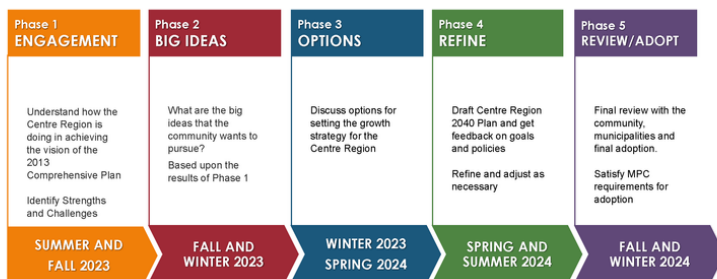 Phase 1
ENGAGEMENT
Understand how the
Centre Region is
doing in achieving
the vision of the
2013
Comprehensive Plan
Identify Strengths
and Challenges
SUMMER AND
FALL 2023
Phase 2
BIG IDEAS
What are the big
ideas that the
community wants to
pursue?
Based upon the
results of Phase 1
FALL AND
WINTER 2023
Phase 3
OPTIONS
Discuss options for
setting the growth
strategy for the
Centre Region
WINTER 2023
SPRING 2024
Phase 4
REFINE
Draft Centre Region
2040 Plan and get
feedback on goals
and policies
Refine and adjust as
necessary
SPRING AND
SUMMER 2024
Phase 5
REVIEW/ADOPT
Final review with the
community,
municipalities and
final adoption.
Satisfy MPC
requirements for
adoption
FALL AND
WINTER 2024